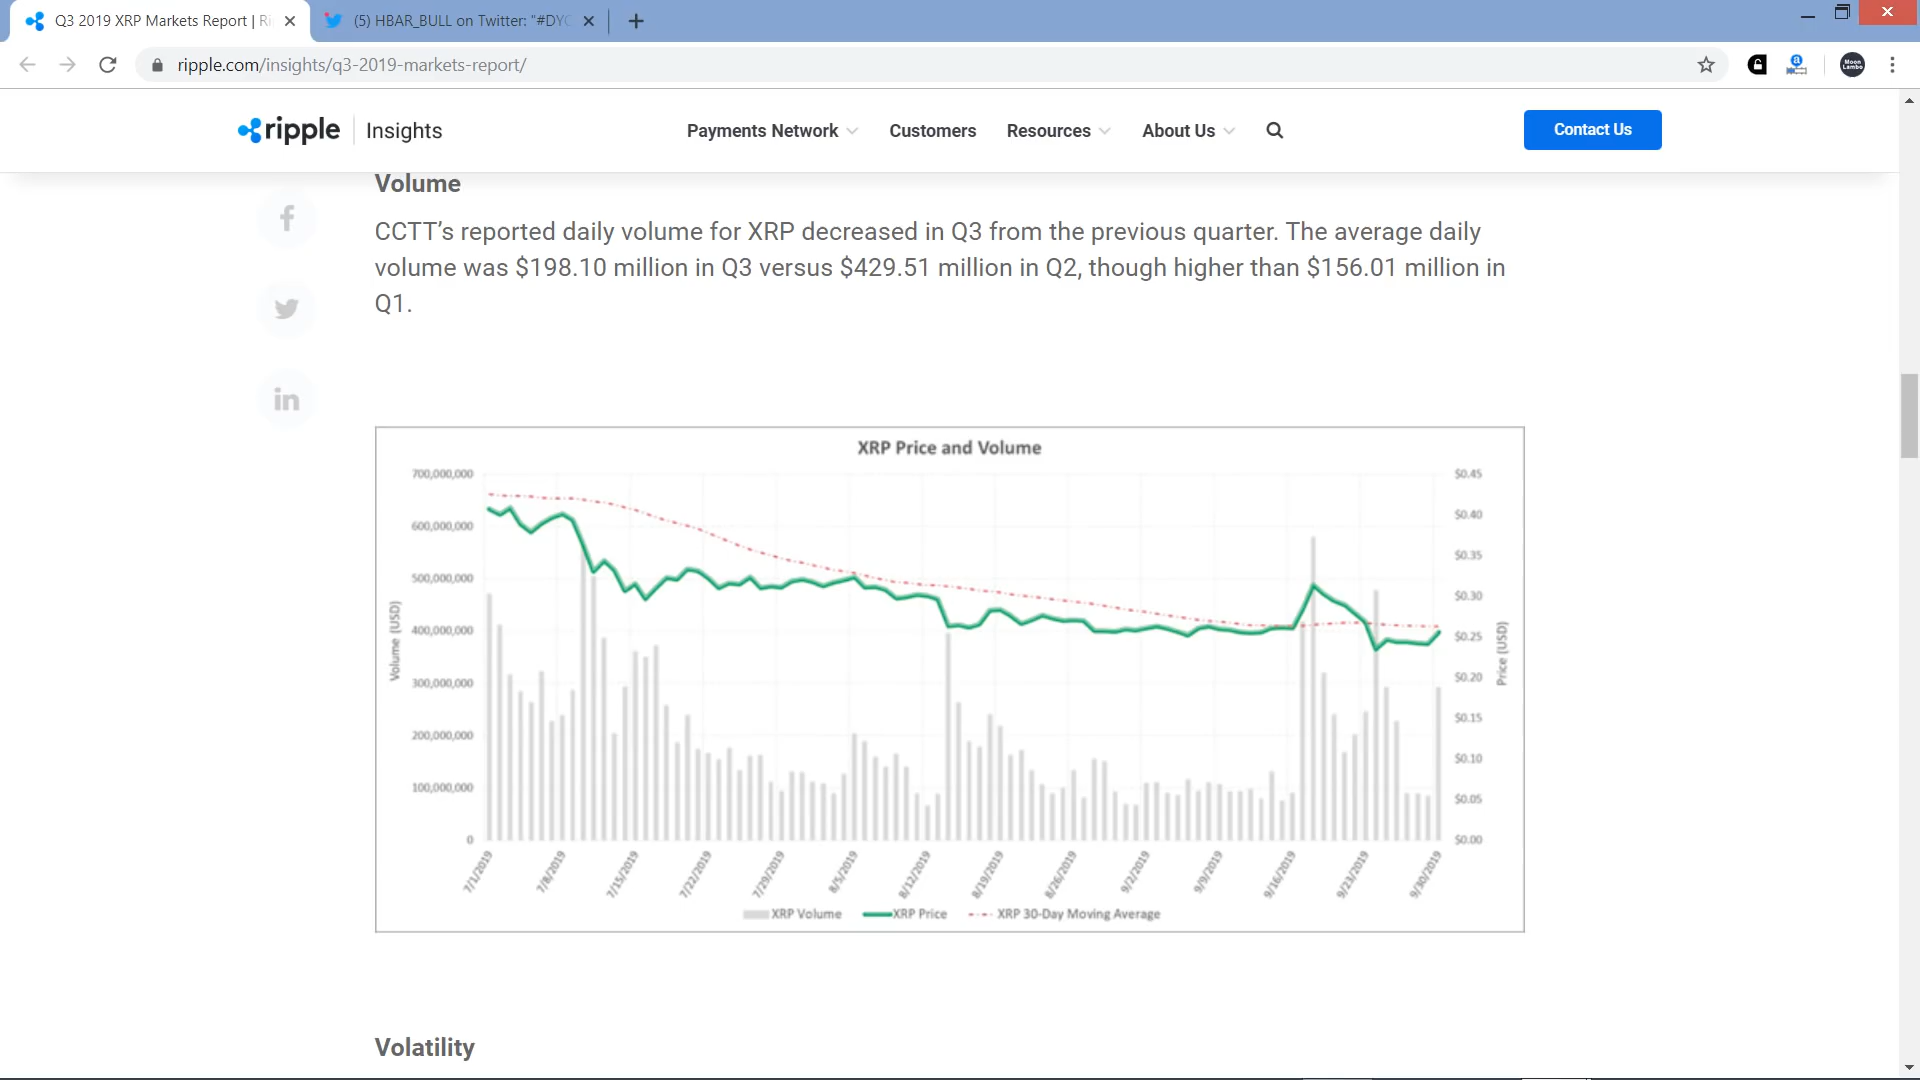 Q3 2019 XRP Markets Report | Ri
(5) HBAR_BULL on Twitter: "#DYO
ripple.com/insights/q3-2019-markets-report/
Moon Lambo
ripple | Insights
Payments Network
Customers
Resources
About Us
Contact Us
Volume
CCTT’s reported daily volume for XRP decreased in Q3 from the previous quarter. The average daily
volume was $198.10 million in Q3 versus $429.51 million in Q2, though higher than $156.01 million in
Q1.
XRP Price and Volume
700,000,000
600,000,000
500,000,000
400,000,000
300,000,000
200,000,000
100,000,000
0
Volume (USD)
$0.45
$0.40
$0.35
$0.30
$0.25
$0.20
$0.15
$0.10
$0.05
$0.00
Price (USD)
7/1/2019
7/8/2019
7/15/2019
7/22/2019
7/29/2019
8/5/2019
8/12/2019
8/19/2019
8/26/2019
9/2/2019
9/9/2019
9/16/2019
9/23/2019
9/30/2019
XRP Volume
XRP Price
XRP 30-Day Moving Average
Volatility